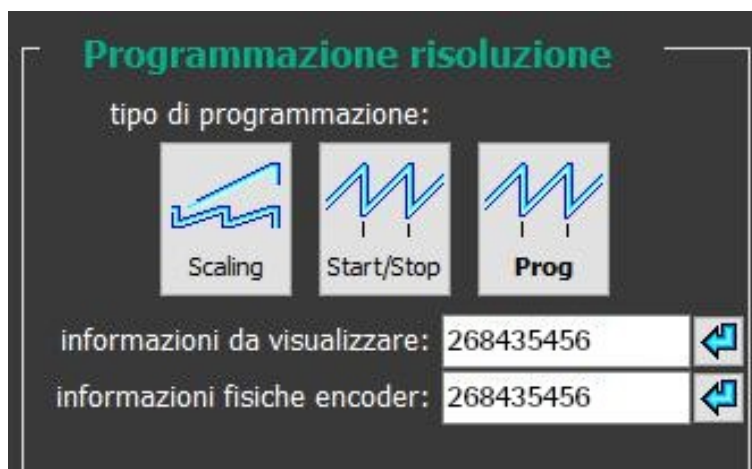 Programmazione risoluzione
tipo di programmazione:
Scaling Start/Stop Prog
informazioni da visualizzare: 268435456
informazioni fisiche encoder: 268435456